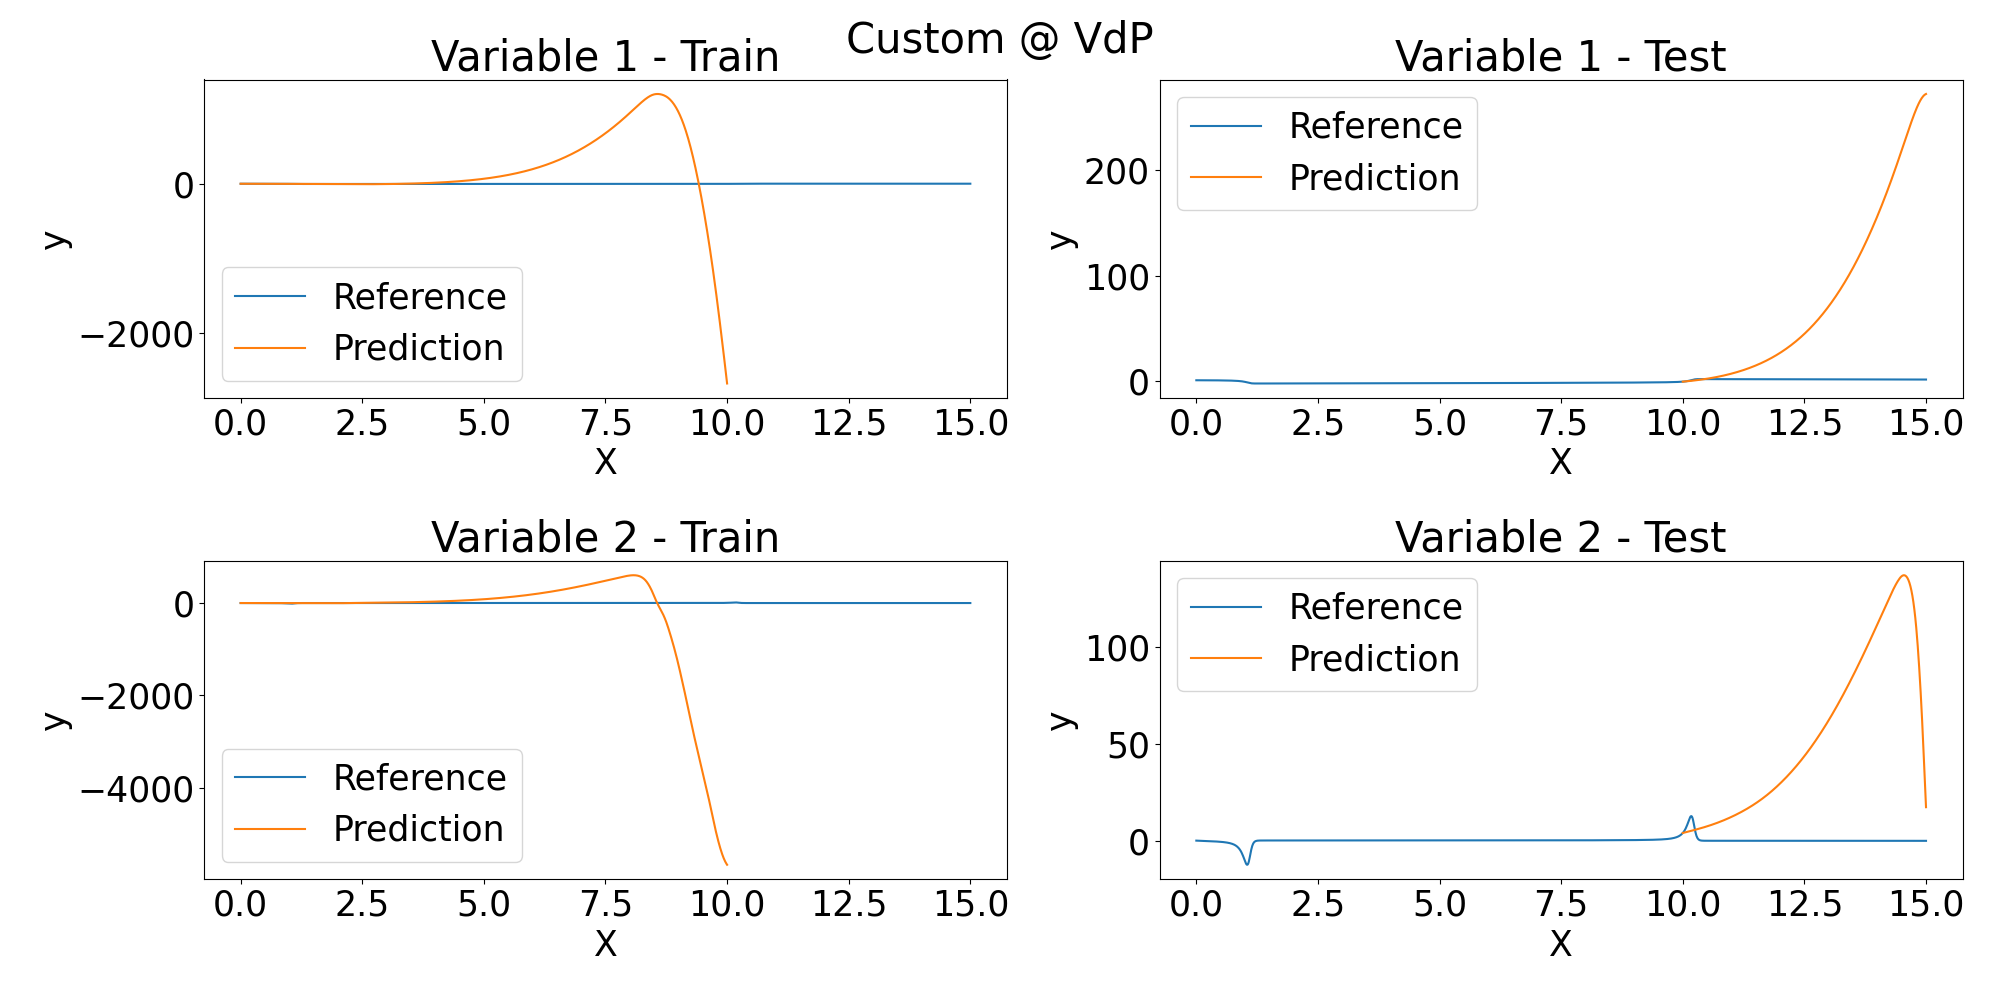 Custom @ VdP
Variable 1 - Train
0
−2000
y
Reference
Prediction
0.0 2.5 5.0 7.5 10.0 12.5 15.0
X
Variable 1 - Test
200
100
0
y
Reference
Prediction
0.0 2.5 5.0 7.5 10.0 12.5 15.0
X
Variable 2 - Train
0
−2000
−4000
y
Reference
Prediction
0.0 2.5 5.0 7.5 10.0 12.5 15.0
X
Variable 2 - Test
100
50
0
y
Reference
Prediction
0.0 2.5 5.0 7.5 10.0 12.5 15.0
X